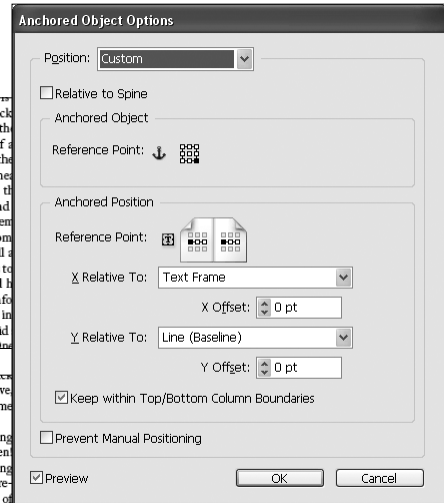 Anchored Object Options
Position: Custom
Relative to Spine
Anchored Object
Reference Point:
Anchored Position
Reference Point:
X Relative To: Text Frame
X Offset: 0 pt
Y Relative To: Line (Baseline)
Y Offset: 0 pt
Keep within Top/Bottom Column Boundaries
Prevent Manual Positioning
Preview OK Cancel